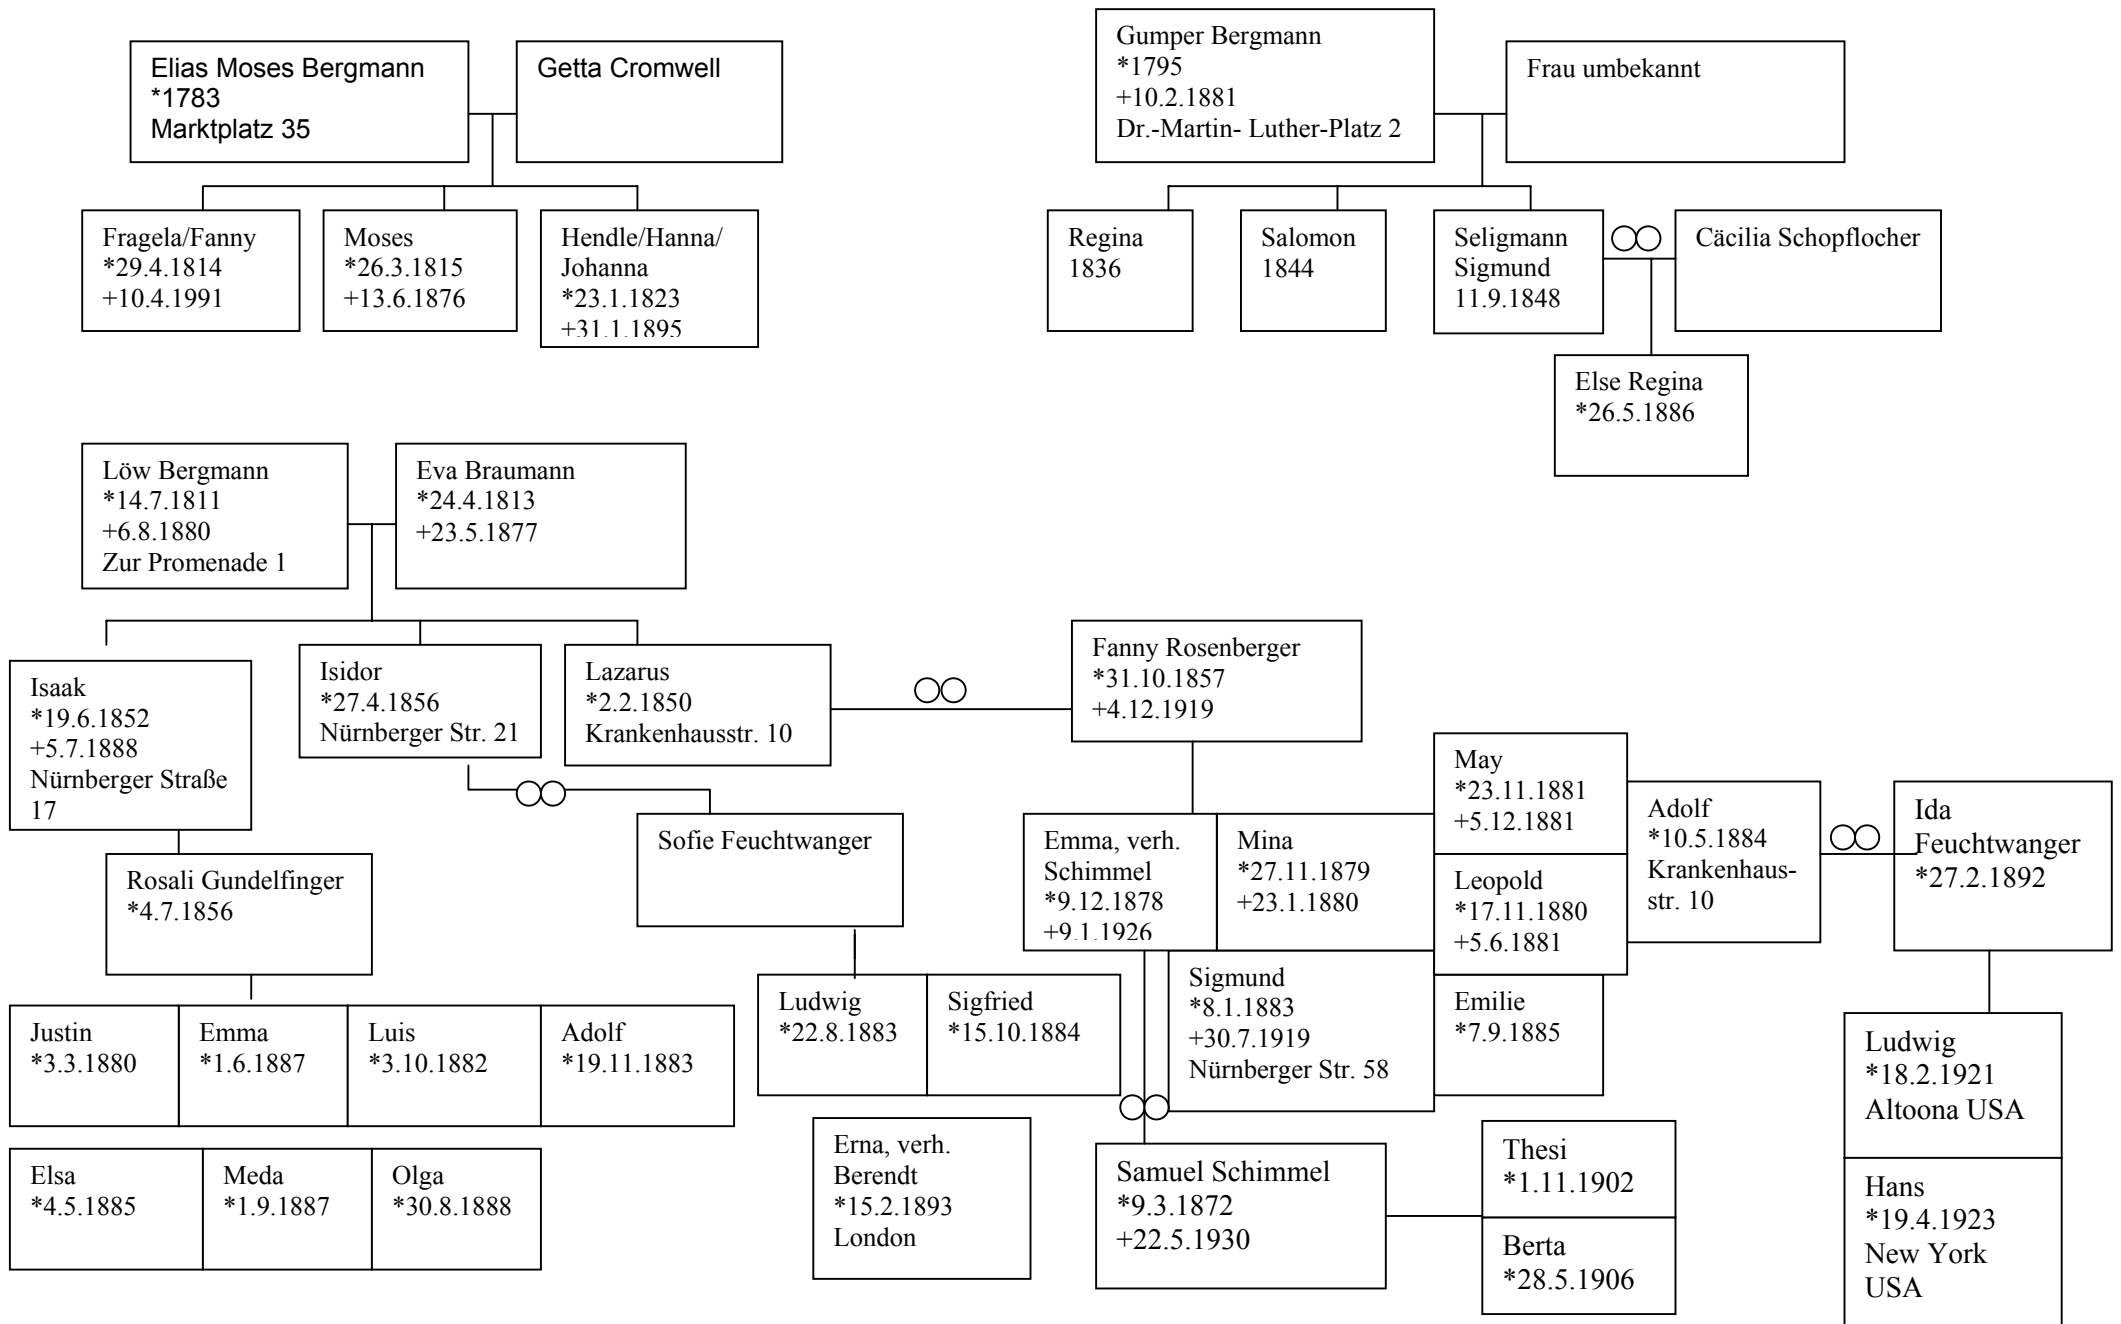 Elias Moses Bergmann
*1783
Marktplatz 35
Getta Cromwell
Gumper Bergmann
*1795
+10.2.1881
Dr.-Martin- Luther-Platz 2
Frau umbekannt
Fragela/Fanny
*29.4.1814
+10.4.1991
Moses
*26.3.1815
+13.6.1876
Hendle/Hanna/
Johanna
*23.1.1823
+31.1.1895
Regina
1836
Salomon
1844
Seligmann
Sigmund
11.9.1848
Cäcilia Schopflocher
Else Regina
*26.5.1886
Löw Bergmann
*14.7.1811
+6.8.1880
Zur Promenade 1
Eva Braumann
*24.4.1813
+23.5.1877
Isaak
*19.6.1852
+5.7.1888
Nürnberger Straße
17
Isidor
*27.4.1856
Nürnberger Str. 21
Lazarus
*2.2.1850
Krankenhausstr. 10
Fanny Rosenberger
*31.10.1857
+4.12.1919
Rosali Gundelfinger
*4.7.1856
Sofie Feuchtwanger
Emma, verh.
Schimmel
*9.12.1878
+9.1.1926
Mina
*27.11.1879
+23.1.1880
May
*23.11.1881
+5.12.1881
Leopold
*17.11.1880
+5.6.1881
Adolf
*10.5.1884
Krankenhaus-
str. 10
Ida
Feuchtwanger
*27.2.1892
Justin
*3.3.1880
Emma
*1.6.1887
Luis
*3.10.1882
Adolf
*19.11.1883
Ludwig
*22.8.1883
Sigfried
*15.10.1884
Sigmund
*8.1.1883
+30.7.1919
Nürnberger Str. 58
Emilie
*7.9.1885
Ludwig
*18.2.1921
Altoona USA
Elsa
*4.5.1885
Meda
*1.9.1887
Olga
*30.8.1888
Erna, verh.
Berendt
*15.2.1893
London
Samuel Schimmel
*9.3.1872
+22.5.1930
Thesi
*1.11.1902
Berta
*28.5.1906
Hans
*19.4.1923
New York
USA